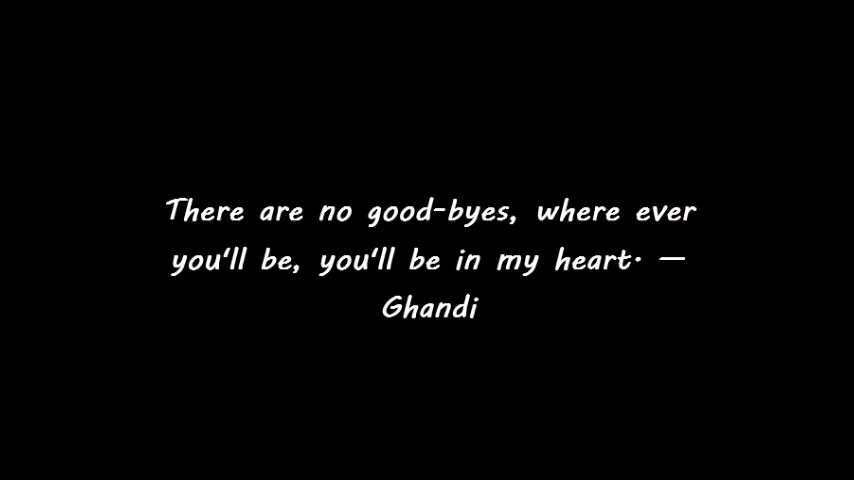 There are no good-byes, where ever
you'll be, you'll be in my heart. —
Ghandi